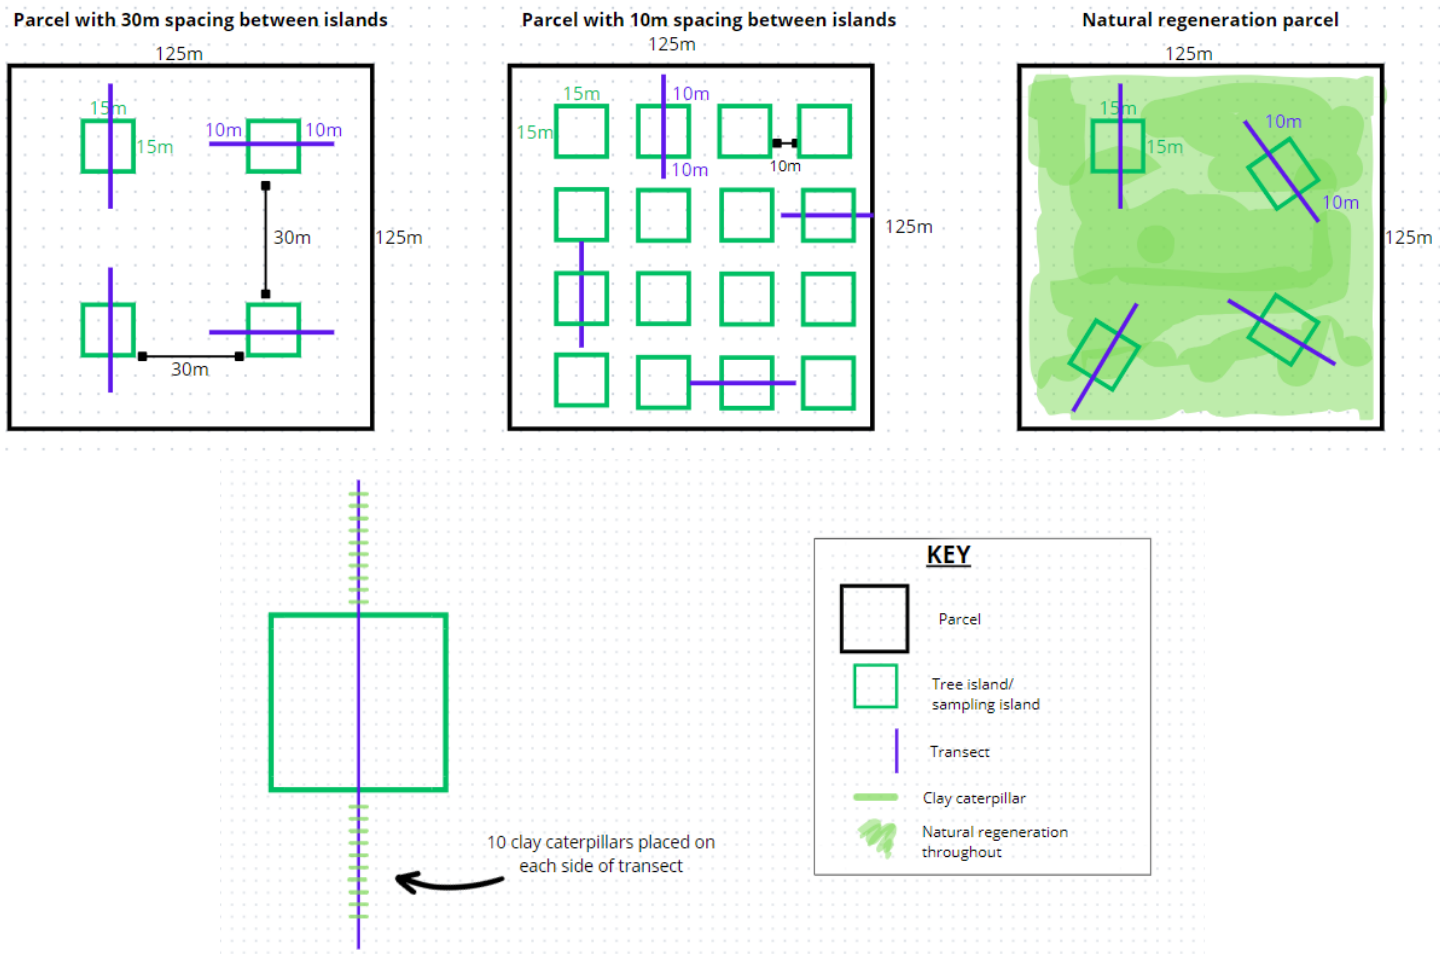 Parcel with 30m spacing between islands
125m
15m
15m
10m
10m
30m
30m
125m
Parcel with 10m spacing between islands
125m
15m
15m
10m
10m
10m
125m
Natural regeneration parcel
125m
15m
15m
10m
10m
125m
10 clay caterpillars placed on
each side of transect
KEY
Parcel
Tree island/
sampling island
Transect
Clay caterpillar
Natural regeneration
throughout